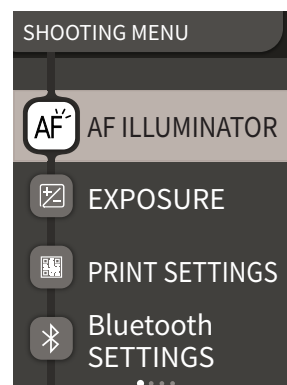 SHOOTING MENU
AF AF ILLUMINATOR
EXPOSURE
PRINT SETTINGS
Bluetooth
SETTINGS